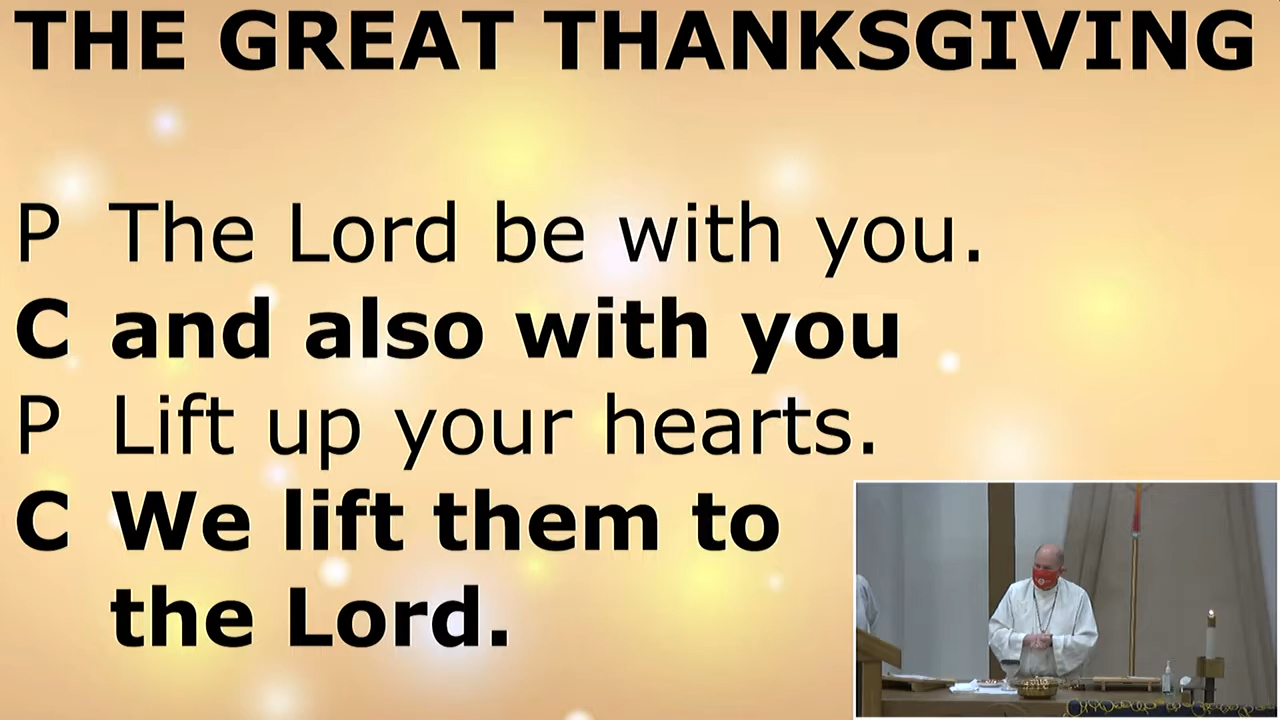 THE GREAT THANKSGIVING
P The Lord be with you.
C and also with you
P Lift up your hearts.
C We lift them to
the Lord.